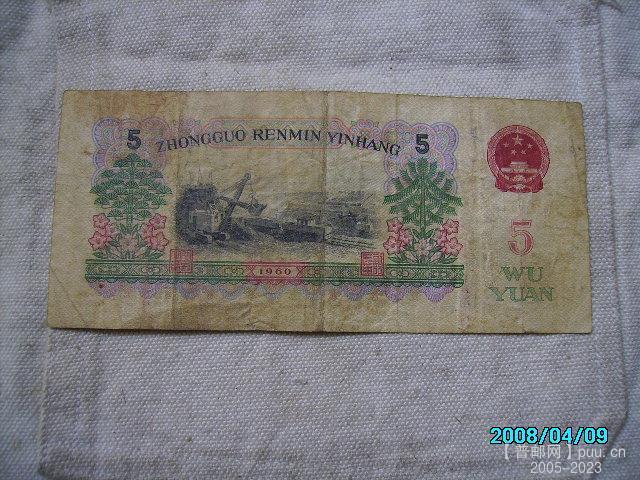 5 ZHONGGUO RENMIN YINHANG 5
1960
5
WU
YUAN
2008/04/09
【晋邮网】puu.cn
2005-2023